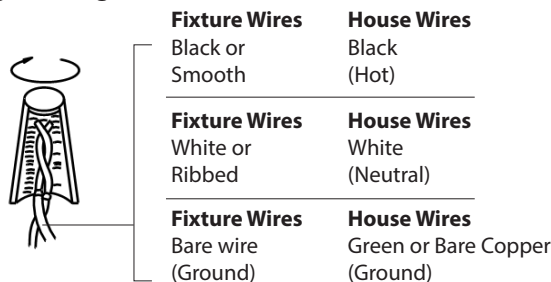 Fixture Wires House Wires
Black or Black
Smooth (Hot)
Fixture Wires House Wires
White or White
Ribbed (Neutral)
Fixture Wires House Wires
Bare wire Green or Bare Copper
(Ground) (Ground)